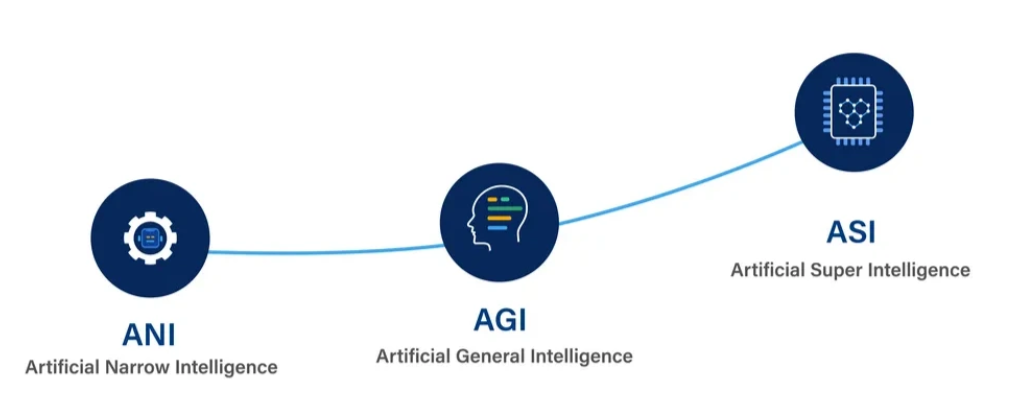 ANI
Artificial Narrow Intelligence
AGI
Artificial General Intelligence
ASI
Artificial Super Intelligence